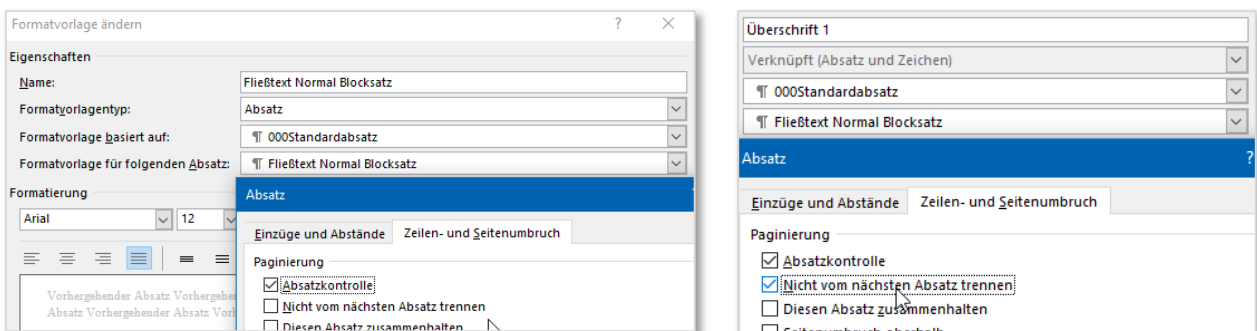 Formatvorlage ändern ?
Eigenschaften
Name: Fließtext Normal Blocksatz
Formatvorlagentyp: Absatz
Formatvorlage basiert auf: ¶ 000Standardabsatz
Formatvorlage für folgenden Absatz: ¶ Fließtext Normal Blocksatz
Formatierung
Arial 12
Absatz
Einzüge und Abstände Zeilen- und Seitenumbruch
Paginierung
Absatzkontrolle
Nicht vom nächsten Absatz trennen
Diesen Absatz zusammenhalten
Vorhergehender Absatz
Absatz Vorhergehender Absatz
Überschrift 1
Verknüpft (Absatz und Zeichen)
¶ 000Standardabsatz
¶ Fließtext Normal Blocksatz
Absatz ?
Einzüge und Abstände Zeilen- und Seitenumbruch
Paginierung
Absatzkontrolle
Nicht vom nächsten Absatz trennen
Diesen Absatz zusammenhalten